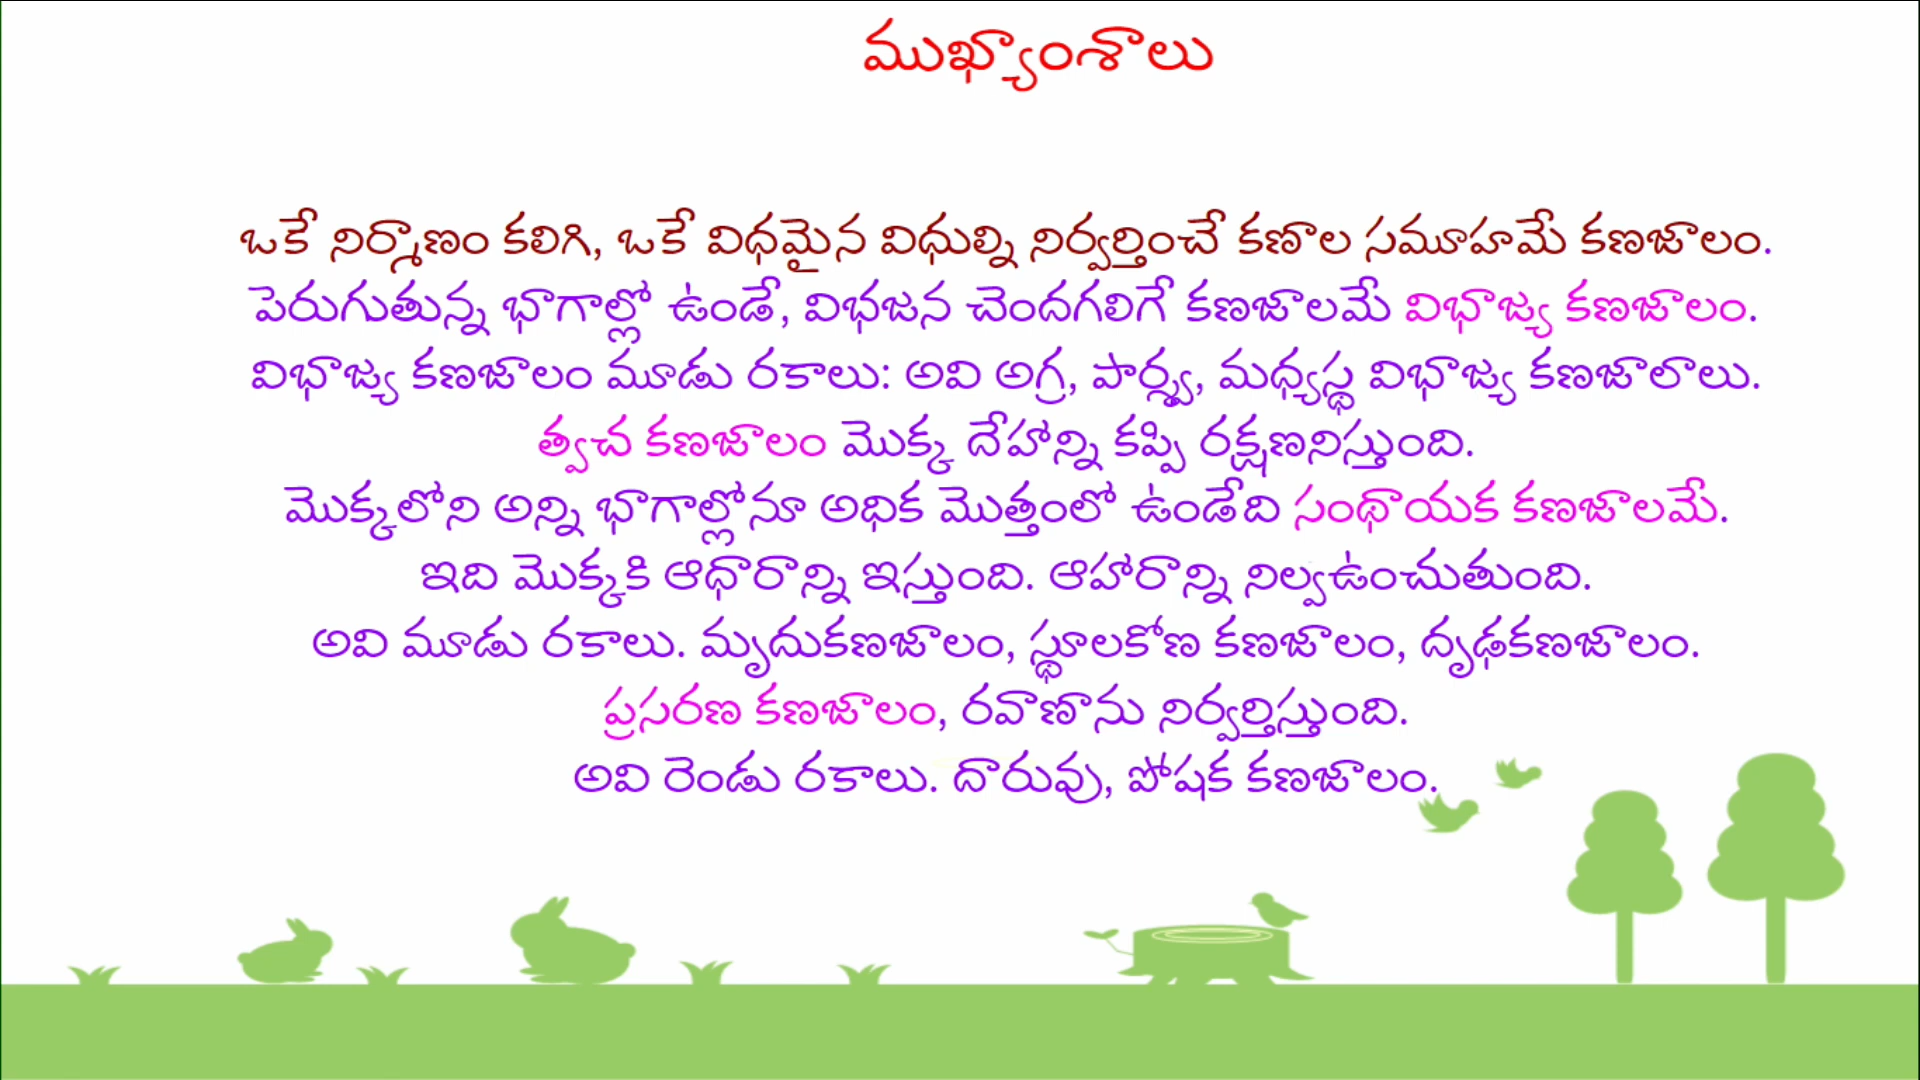 ముఖ్యాంశాలు
ఒకే నిర్మాణం కలిగి, ఒకే విధమైన విధుల్ని నిర్వర్తించే కణాల సమూహమే కణజాలం.
పెరుగుతున్న భాగాల్లో ఉండే, విభజన చెందగలిగే కణజాలమే విభాజ్య కణజాలం.
విభాజ్య కణజాలం మూడు రకాలు: అవి అగ్ర, పార్శ్వ, మధ్యస్థ విభాజ్య కణజాలాలు.
త్వచ కణజాలం మొక్క దేహాన్ని కప్పి రక్షణనిస్తుంది.
మొక్కలోని అన్ని భాగాల్లోనూ అధిక మొత్తంలో ఉండేది సంథాయక కణజాలమే.
ఇది మొక్కకి ఆధారాన్ని ఇస్తుంది. ఆహారాన్ని నిల్వఉంచుతుంది.
అవి మూడు రకాలు. మృదుకణజాలం, స్థూలకోణ కణజాలం, దృఢకణజాలం.
ప్రసరణ కణజాలం, రవాణాను నిర్వర్తిస్తుంది.
అవి రెండు రకాలు. దారువు, పోషక కణజాలం.